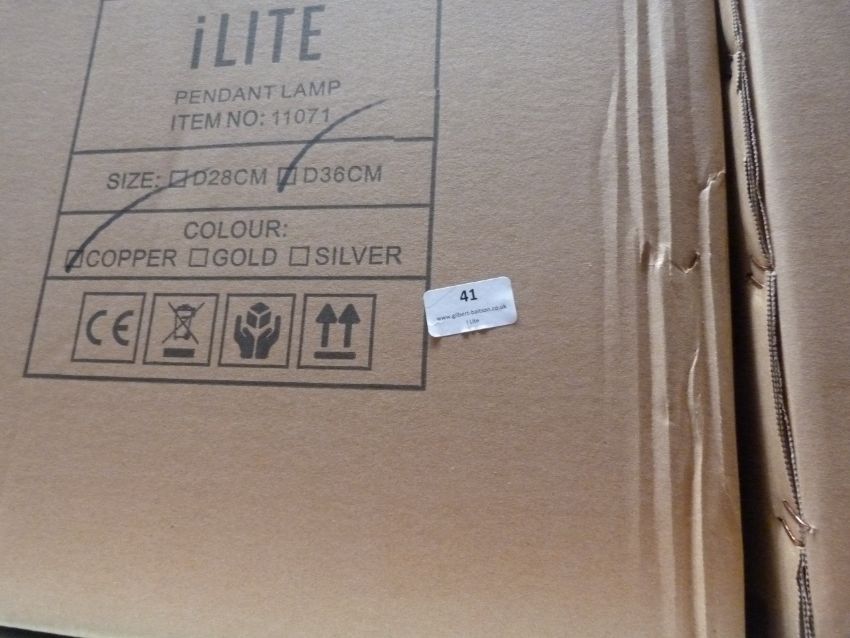 iLITE
PENDANT LAMP
ITEM NO: 11071
SIZE: ☐D28CM ☐D36CM
COLOUR:
☐COPPER ☐GOLD ☐SILVER
CE
41
www.gilbert-baitson.co.uk
I Lite